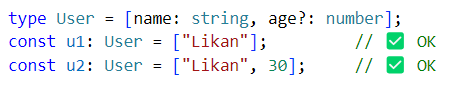 type User = [name: string, age?: number];
const u1: User = ["Likan"];           // ✅ OK
const u2: User = ["Likan", 30];     // ✅ OK